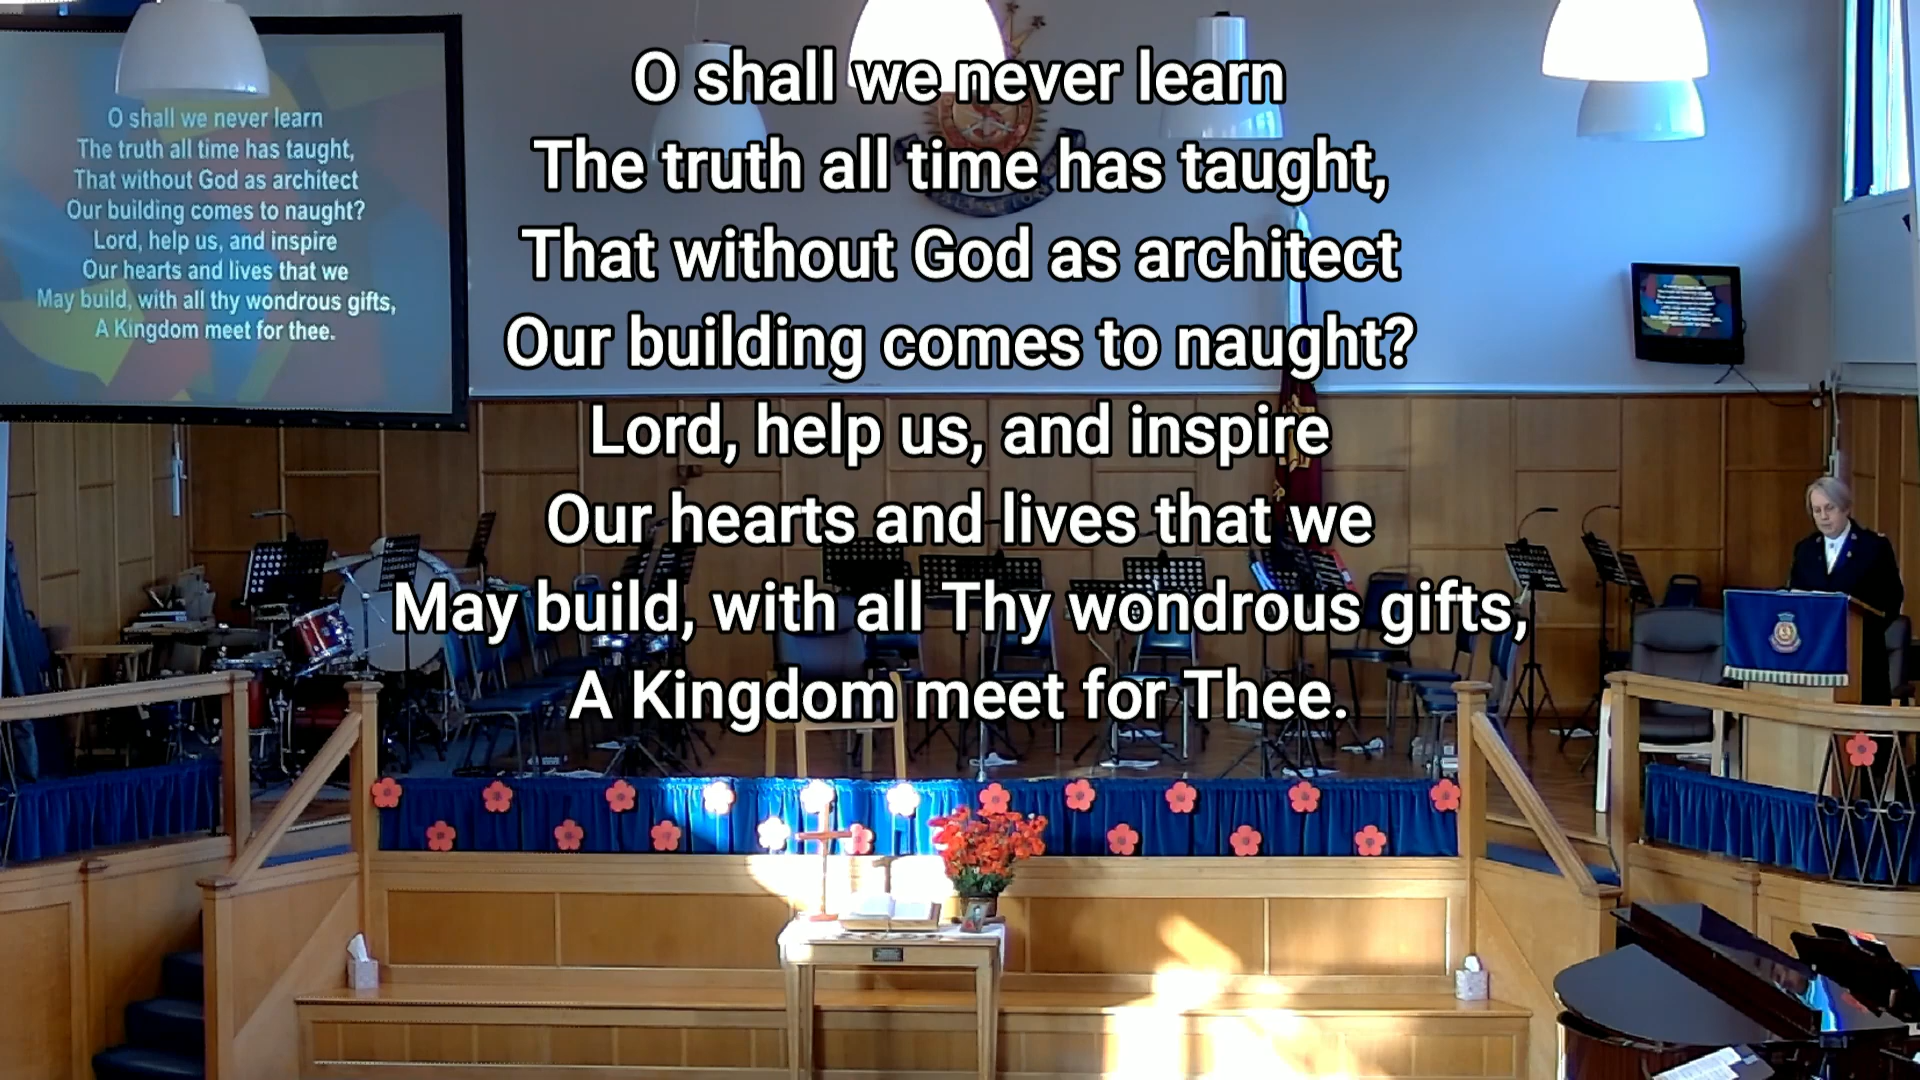 O shall we never learn
The truth all time has taught,
That without God as architect
Our building comes to naught?
Lord, help us, and inspire
Our hearts and lives that we
May build, with all Thy wondrous gifts,
A Kingdom meet for Thee.
O shall we never learn
The truth all time has taught,
That without God as architect
Our building comes to naught?
Lord, help us, and inspire
Our hearts and lives that we
May build, with all thy wondrous gifts,
A Kingdom meet for thee.